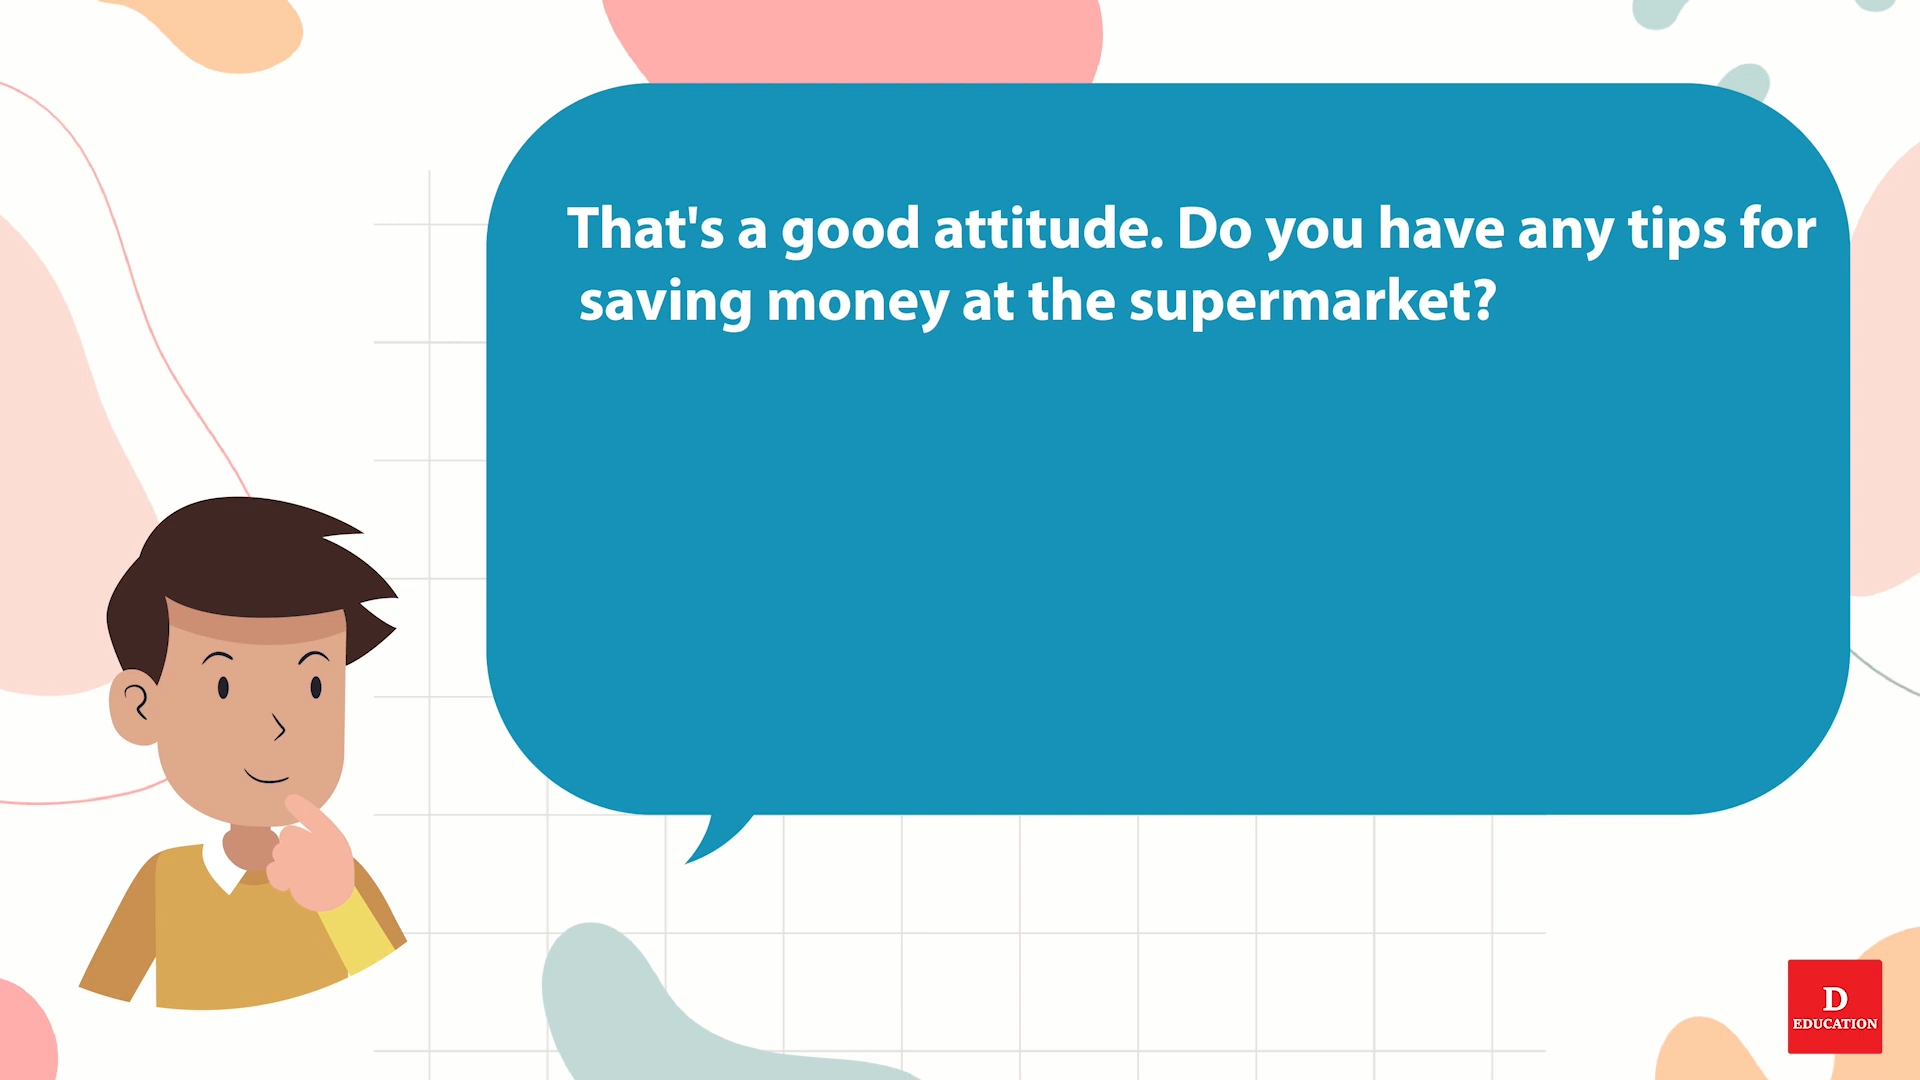 That's a good attitude. Do you have any tips for
saving money at the supermarket?
D
EDUCATION